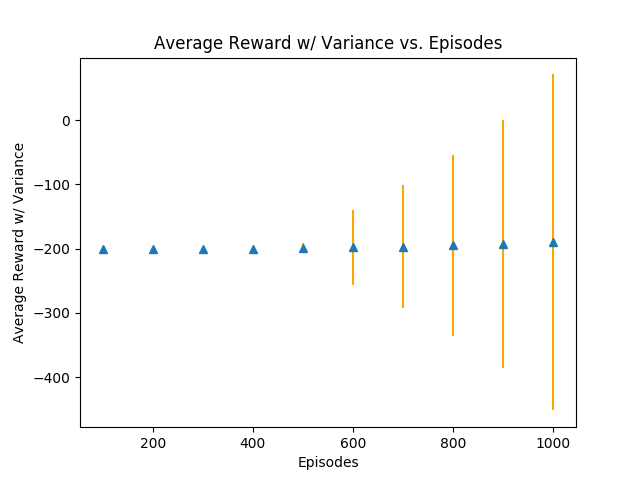 Average Reward w/ Variance vs. Episodes
Average Reward w/ Variance
0
−100
−200
−300
−400
200 400 600 800 1000
Episodes